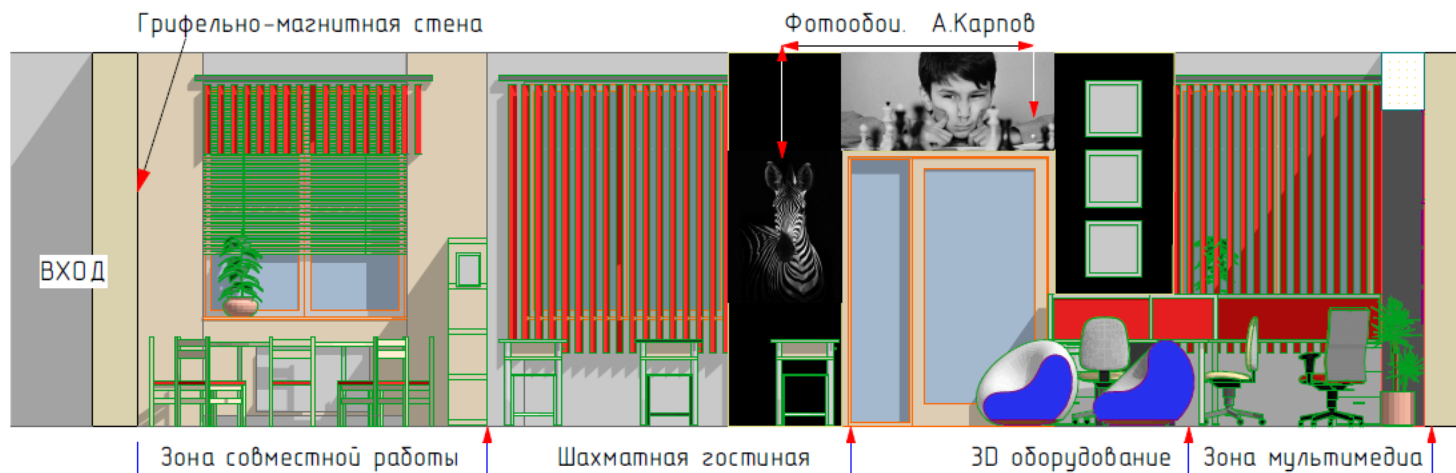 Грифельно-магнитная стена
Фотообои. А.Карпов
ВХОД
Зона совместной работы
Шахматная гостиная
3D оборудование
Зона мультимедиа